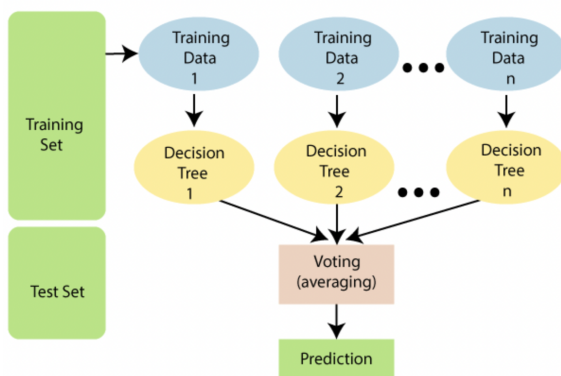 Training
Set
Training
Data
1
Training
Data
2
Training
Data
n
Decision
Tree
1
Decision
Tree
2
Decision
Tree
n
Test Set
Voting
(averaging)
Prediction